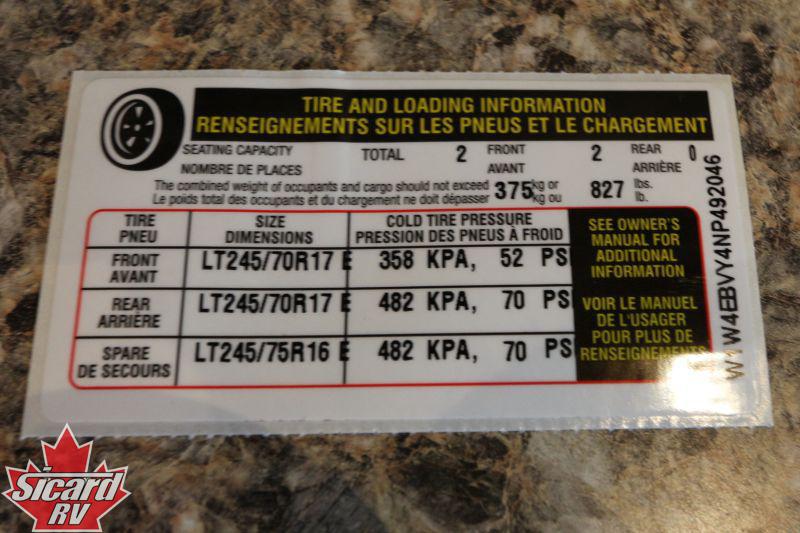 TIRE AND LOADING INFORMATION
RENSEIGNEMENTS SUR LES PNEUS ET LE CHARGEMENT
SEATING CAPACITY TOTAL 2 FRONT 2 REAR 0
NOMBRE DE PLACES AVANT ARRIÈRE
The combined weight of occupants and cargo should not exceed 375 kg or 827 lbs.
Le poids total des occupants et du chargement ne doit dépasser kg ou lb.
TIRE SIZE COLD TIRE PRESSURE
PNEU DIMENSIONS PRESSION DES PNEUS À FROID
FRONT LT245/70R17 E 358 KPA, 52 PS
AVANT
REAR LT245/70R17 E 482 KPA, 70 PS
ARRIÈRE
SPARE LT245/75R16 E 482 KPA, 70 PS
DE SECOURS
SEE OWNER'S
MANUAL FOR
ADDITIONAL
INFORMATION
VOIR LE MANUEL
DE L'USAGER
POUR PLUS DE
RENSEIGNEMENTS
Sicard
RV